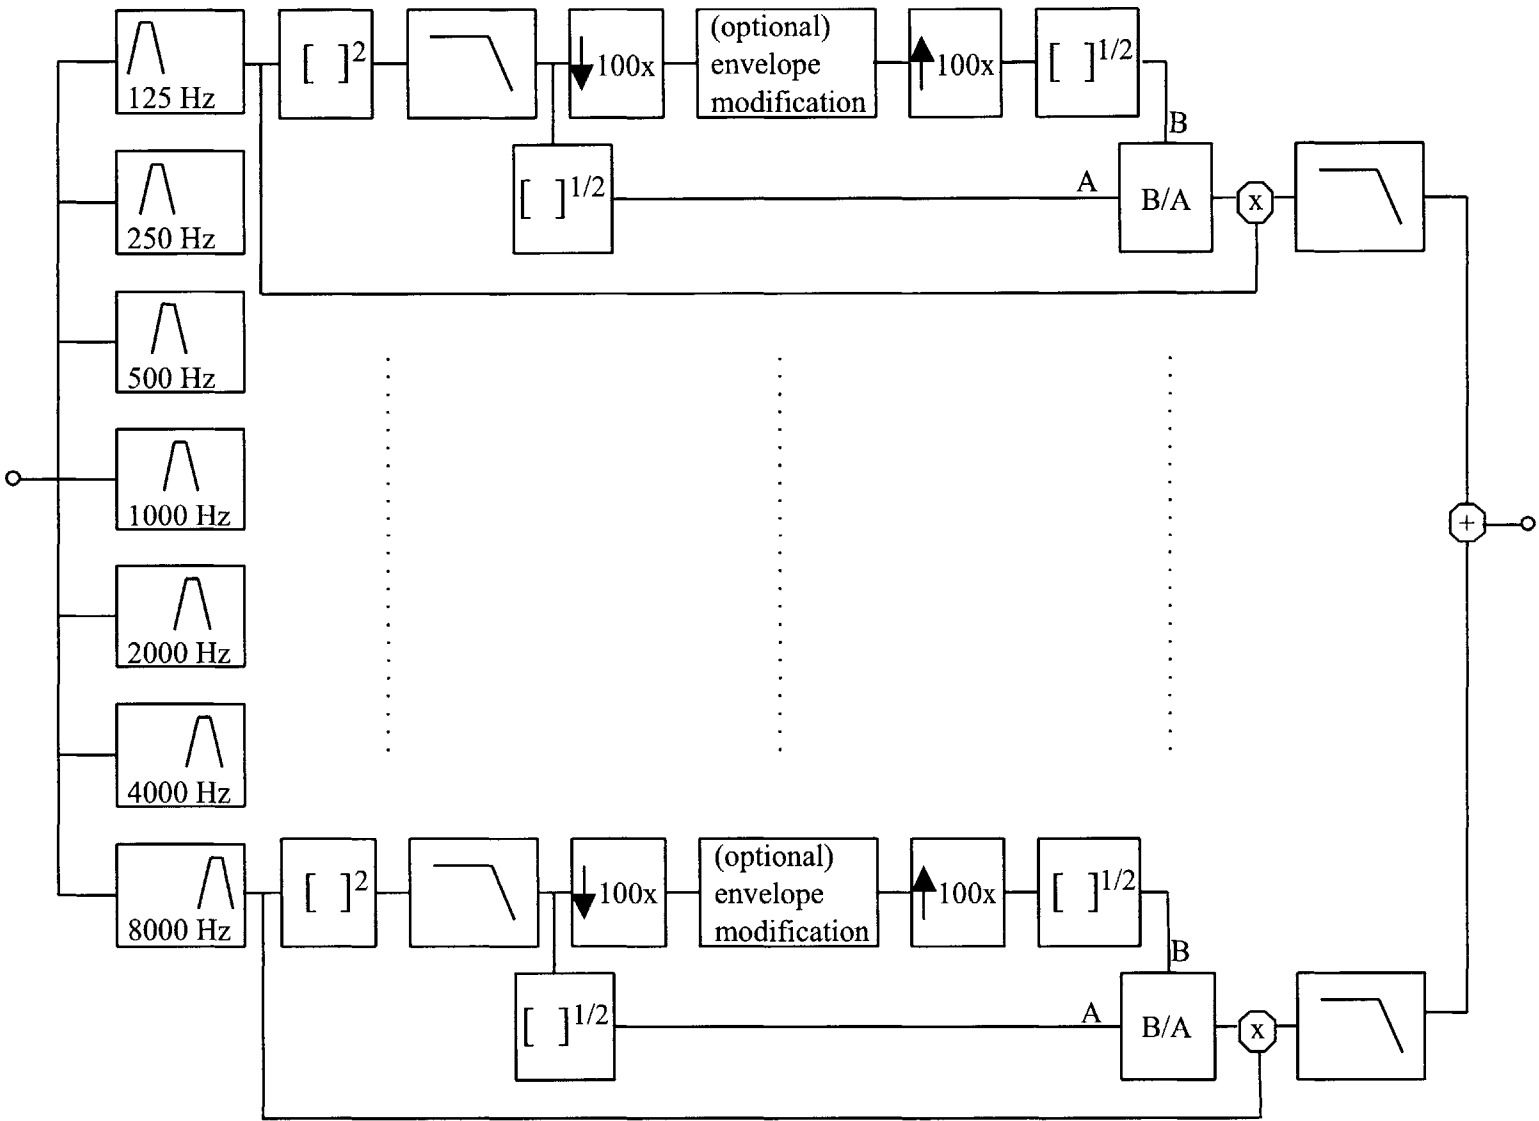 125 Hz
[ ]²
100x
(optional)
envelope
modification
100x
[ ]1/2
B
[ ]1/2
A
B/A
x
250 Hz
500 Hz
1000 Hz
+
2000 Hz
4000 Hz
8000 Hz
[ ]²
100x
(optional)
envelope
modification
100x
[ ]1/2
B
[ ]1/2
A
B/A
x